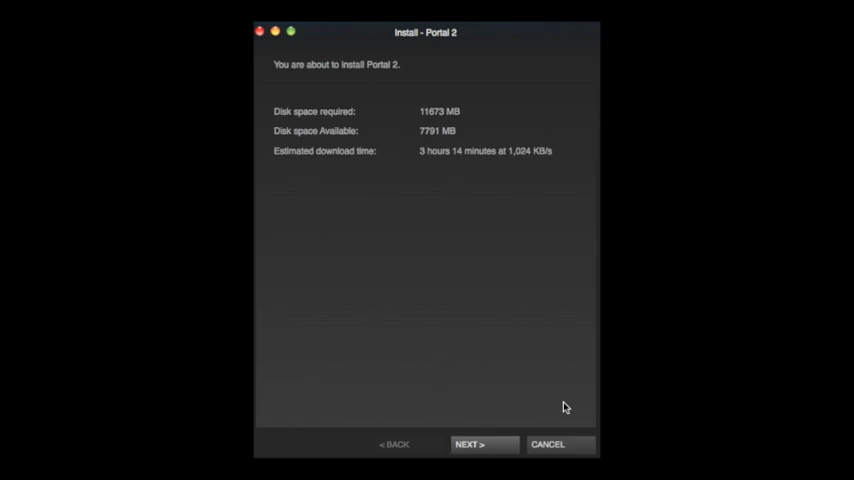 Install - Portal 2
You are about to install Portal 2.
Disk space required: 11673 MB
Disk space Available: 7791 MB
Estimated download time: 3 hours 14 minutes at 1,024 KB/s
< BACK NEXT > CANCEL